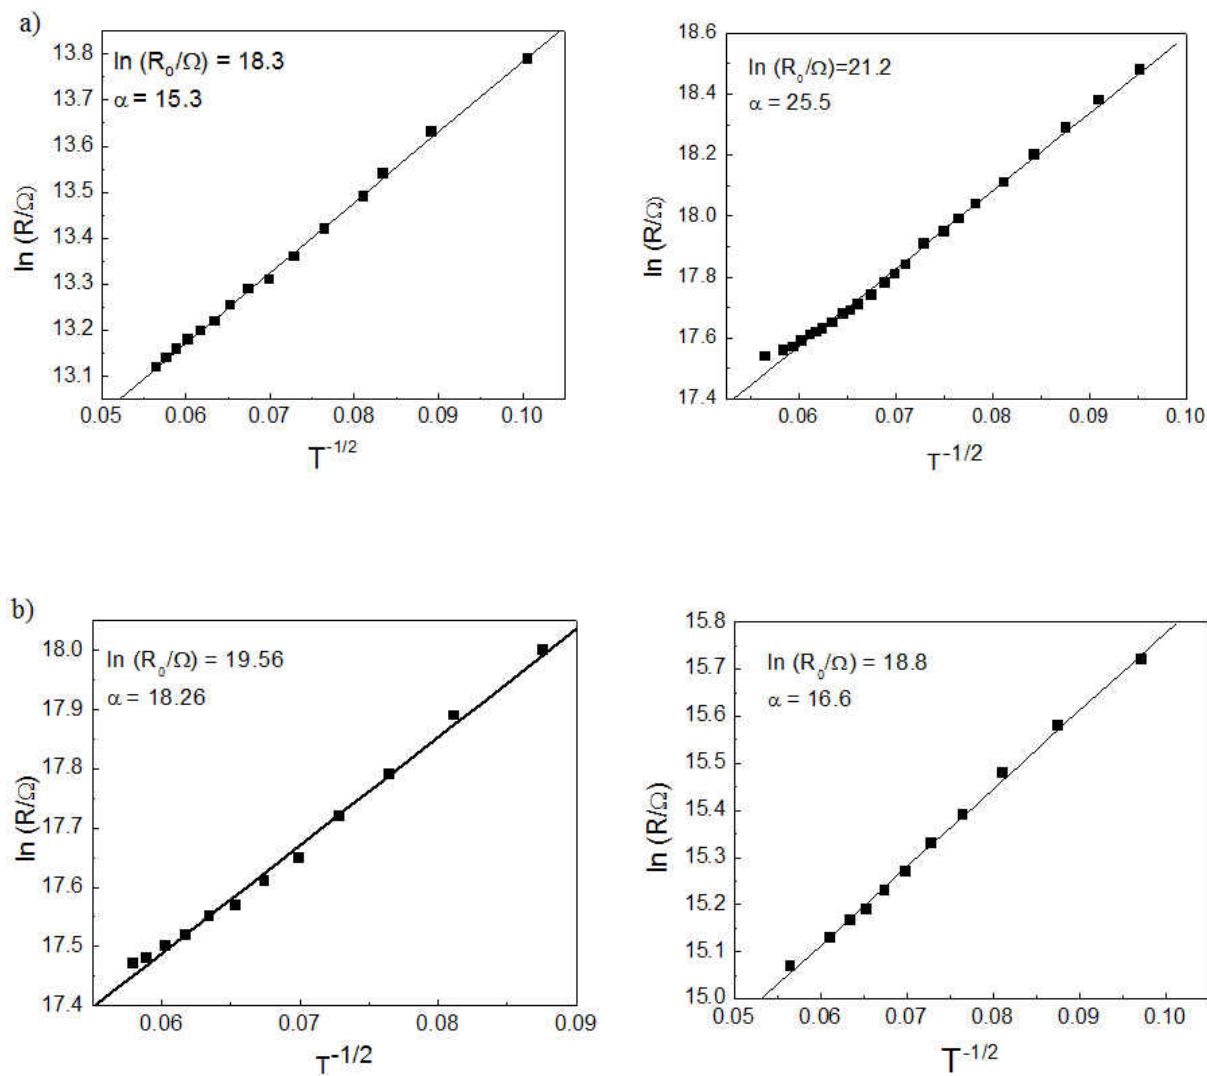 a)
ln (R₀/Ω) = 18.3
α = 15.3
13.8
13.7
13.6
13.5
13.4
13.3
13.2
13.1
ln (R/Ω)
0.05 0.06 0.07 0.08 0.09 0.10
T⁻¹/²
ln (R₀/Ω)=21.2
α = 25.5
18.6
18.4
18.2
18.0
17.8
17.6
17.4
ln (R/Ω)
0.06 0.07 0.08 0.09 0.10
T⁻¹/²
b)
ln (R₀/Ω) = 19.56
α = 18.26
18.0
17.9
17.8
17.7
17.6
17.5
17.4
ln (R/Ω)
0.06 0.07 0.08 0.09
T⁻¹/²
ln (R₀/Ω) = 18.8
α = 16.6
15.8
15.7
15.6
15.5
15.4
15.3
15.2
15.1
15.0
ln (R/Ω)
0.05 0.06 0.07 0.08 0.09 0.10
T⁻¹/²